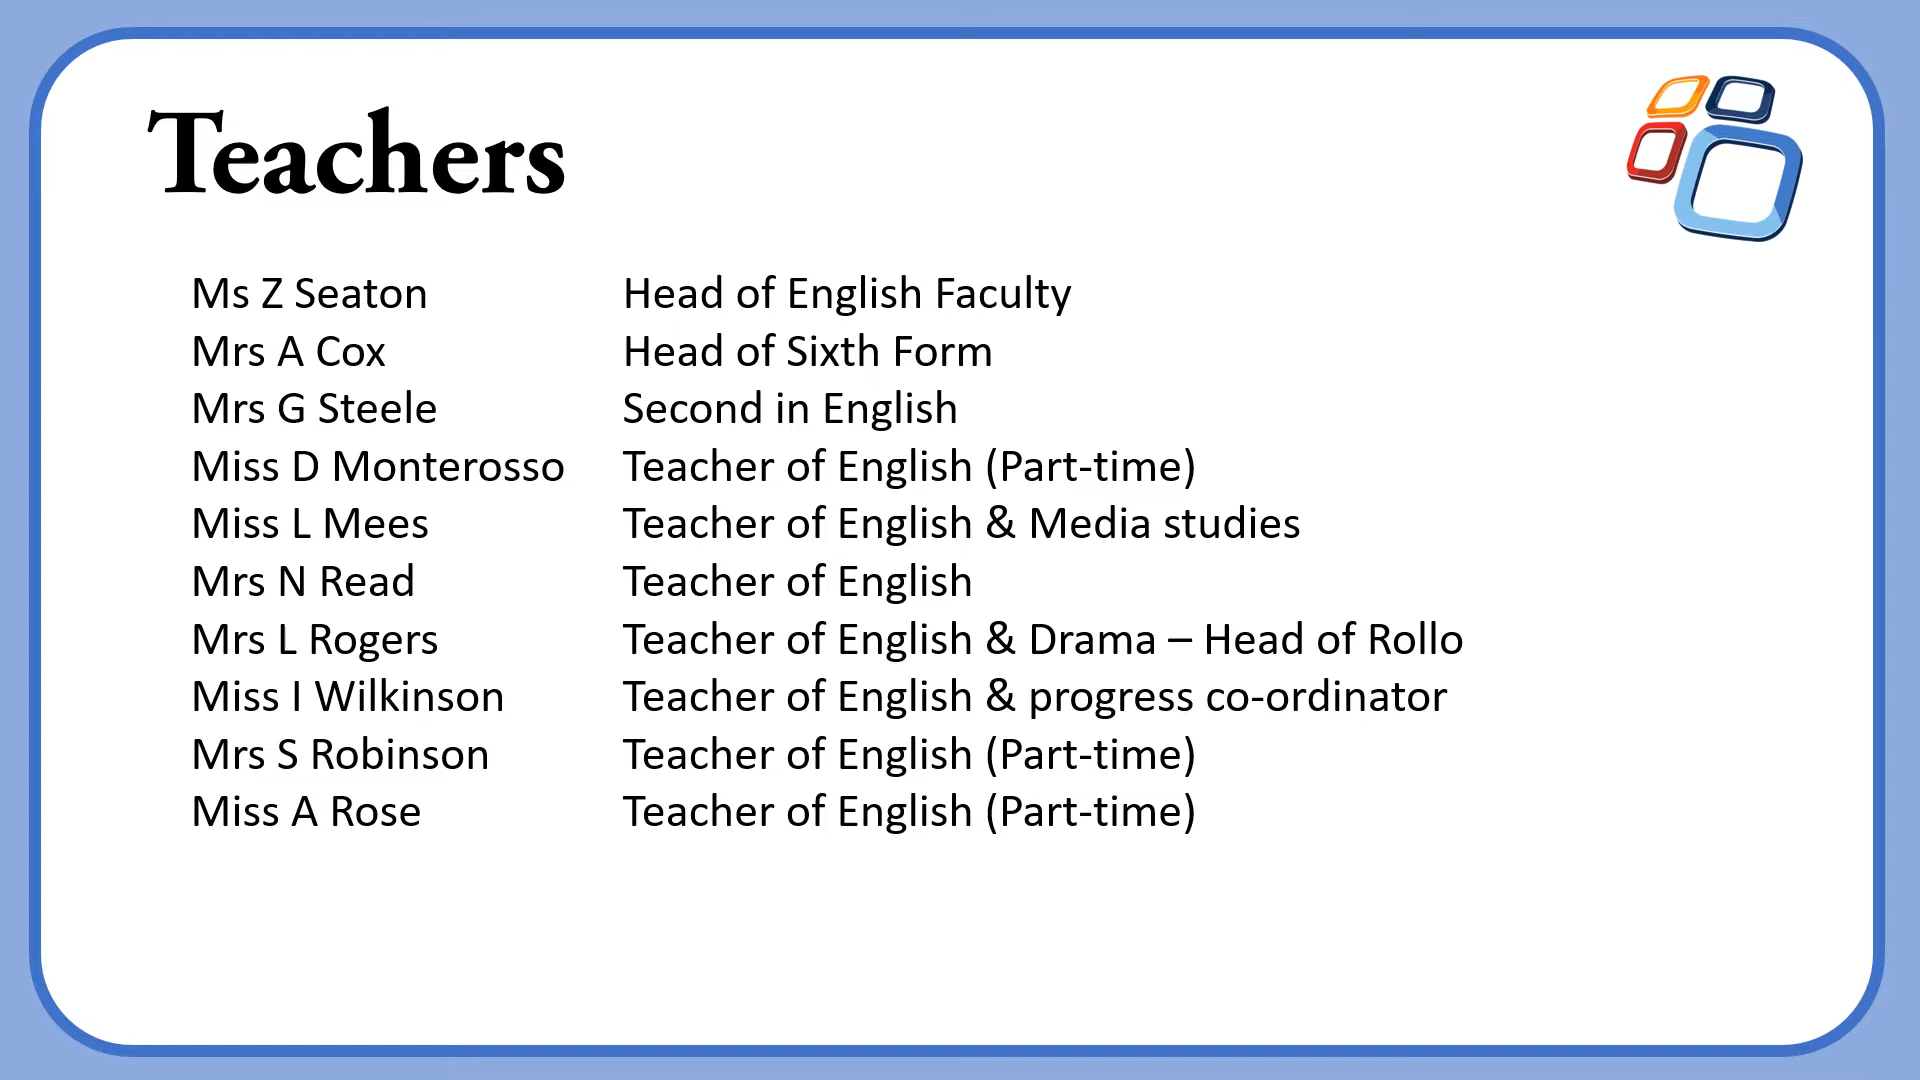 Teachers
Ms Z Seaton Head of English Faculty
Mrs A Cox Head of Sixth Form
Mrs G Steele Second in English
Miss D Monterosso Teacher of English (Part-time)
Miss L Mees Teacher of English & Media studies
Mrs N Read Teacher of English
Mrs L Rogers Teacher of English & Drama – Head of Rollo
Miss I Wilkinson Teacher of English & progress co-ordinator
Mrs S Robinson Teacher of English (Part-time)
Miss A Rose Teacher of English (Part-time)